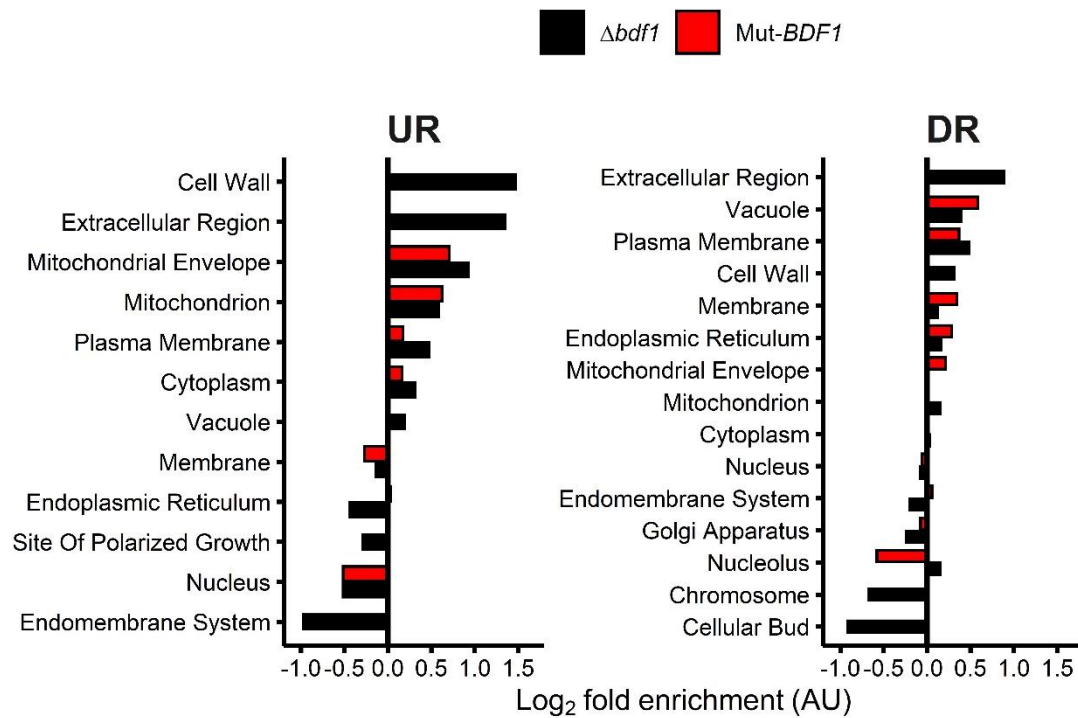 Δbdf1 Mut-BDF1
UR
Cell Wall
Extracellular Region
Mitochondrial Envelope
Mitochondrion
Plasma Membrane
Cytoplasm
Vacuole
Membrane
Endoplasmic Reticulum
Site Of Polarized Growth
Nucleus
Endomembrane System
-1.0 -0.5 0.0 0.5 1.0 1.5
DR
Extracellular Region
Vacuole
Plasma Membrane
Cell Wall
Membrane
Endoplasmic Reticulum
Mitochondrial Envelope
Mitochondrion
Cytoplasm
Nucleus
Endomembrane System
Golgi Apparatus
Nucleolus
Chromosome
Cellular Bud
-1.0 -0.5 0.0 0.5 1.0 1.5
Log₂ fold enrichment (AU)